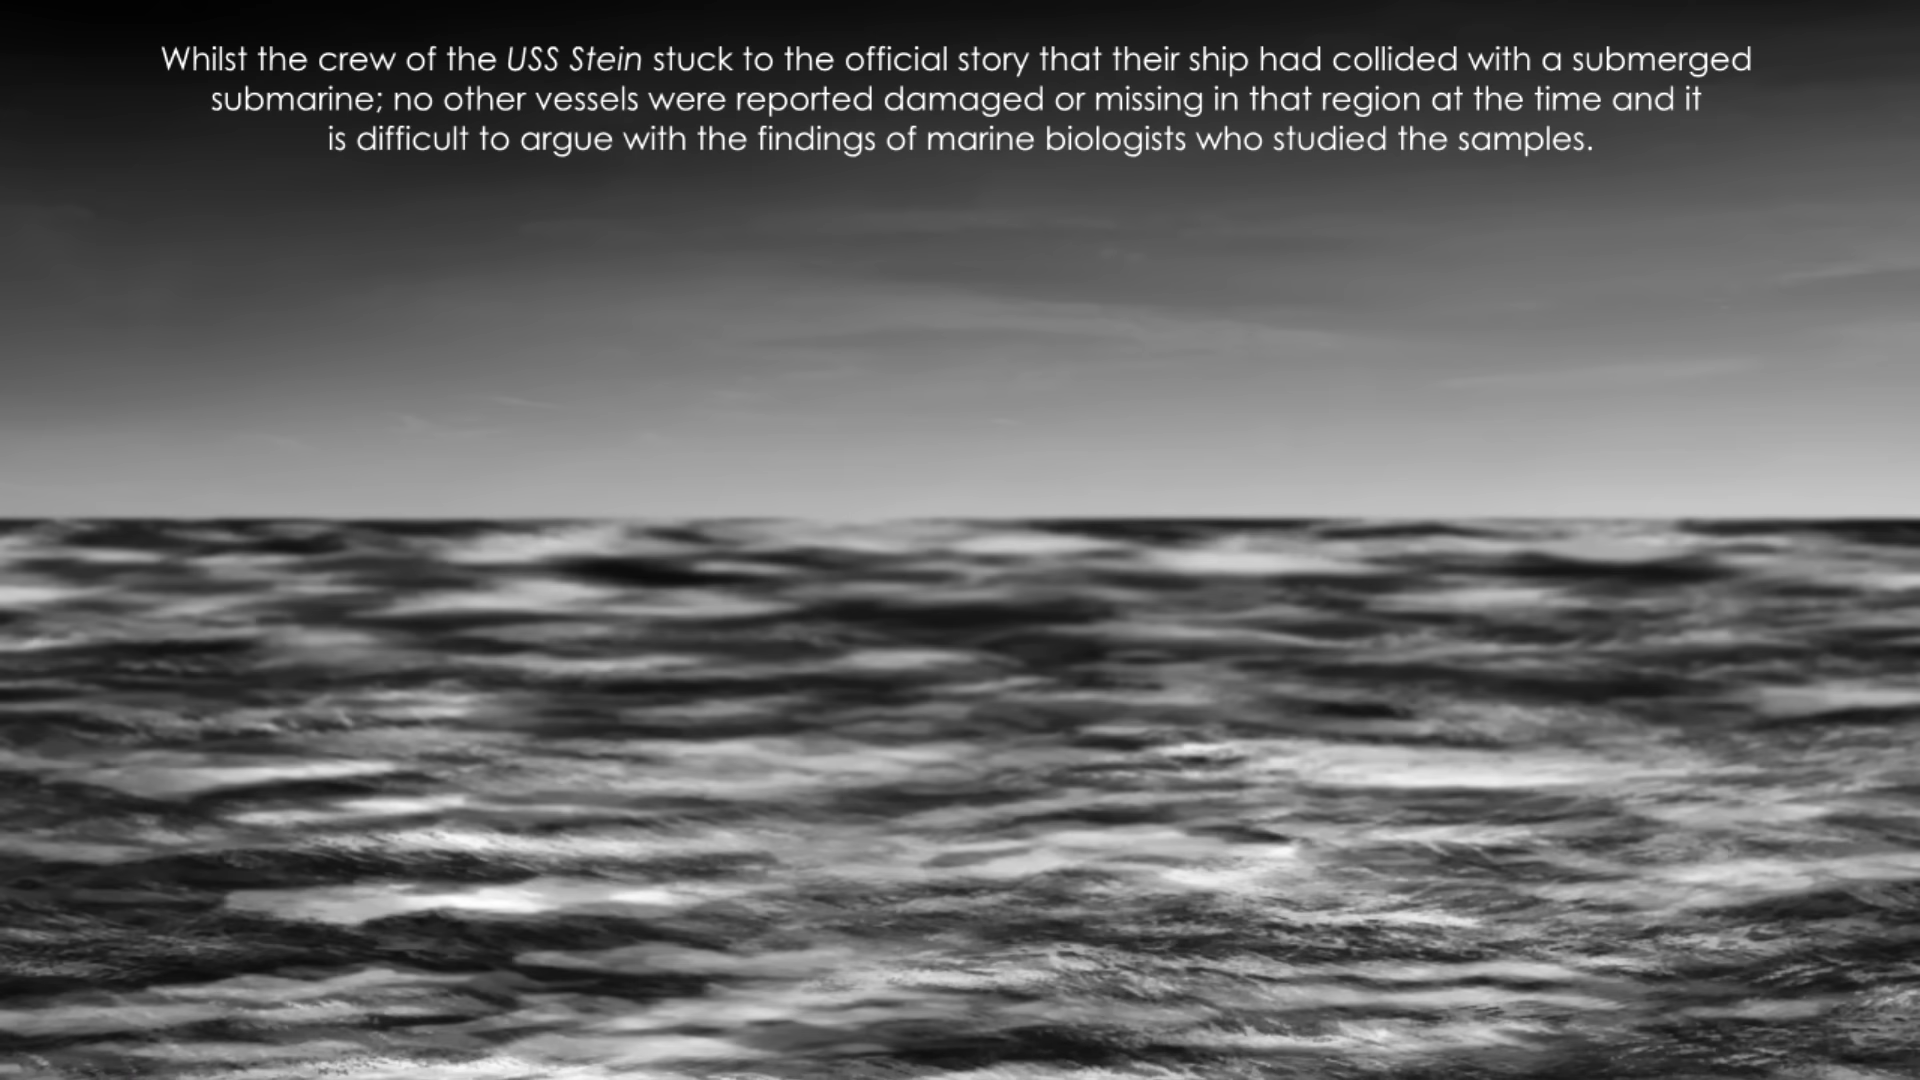 Whilst the crew of the USS Stein stuck to the official story that their ship had collided with a submerged
submarine; no other vessels were reported damaged or missing in that region at the time and it
is difficult to argue with the findings of marine biologists who studied the samples.